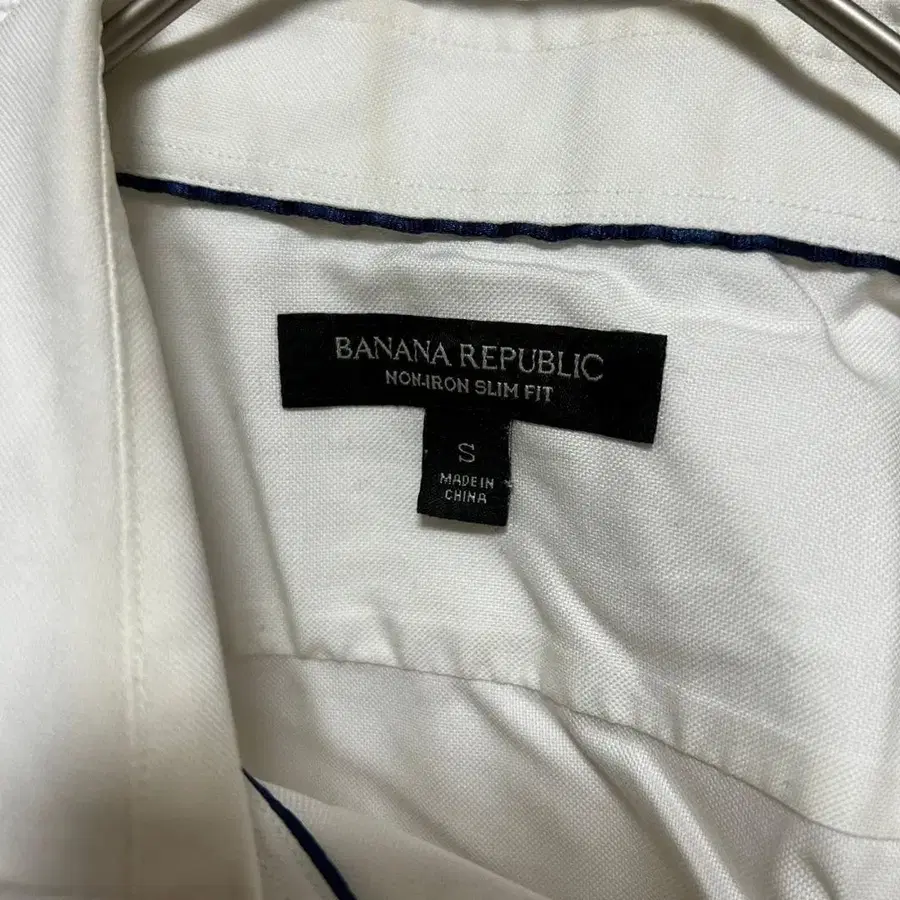 BANANA REPUBLIC
NON-IRON SLIM FIT
S
MADE IN
CHINA